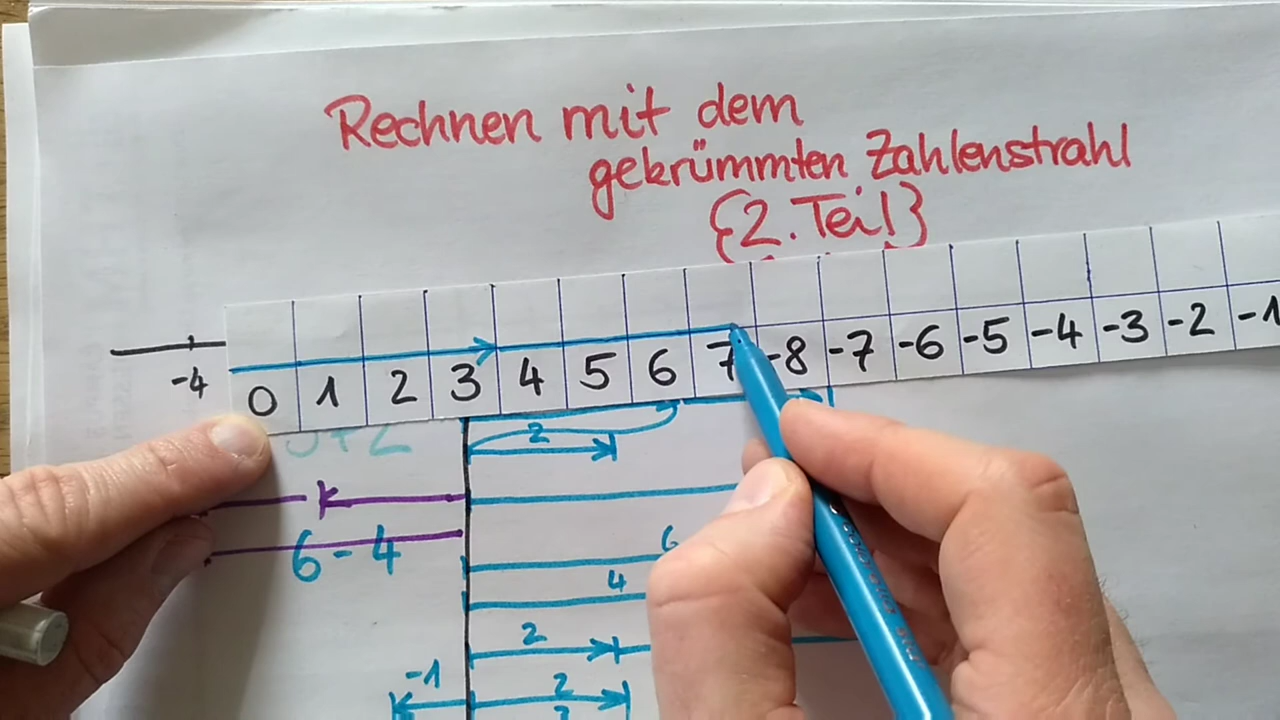 Rechnen mit dem
gekrümmten Zahlenstrahl
{2. Teil}
-4
0 1 2 3 4 5 6 7 -8 -7 -6 -5 -4 -3 -2 -1
2
6-4
6
4
2
-1
2